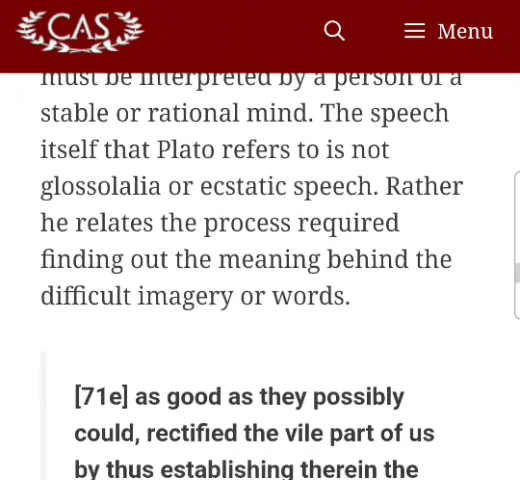 CAS
Menu
must be interpreted by a person of a
stable or rational mind. The speech
itself that Plato refers to is not
glossolalia or ecstatic speech. Rather
he relates the process required
finding out the meaning behind the
difficult imagery or words.
[71e] as good as they possibly
could, rectified the vile part of us
by thus establishing therein the